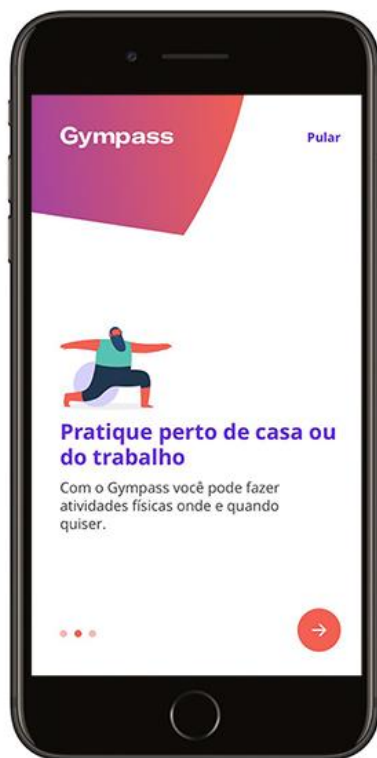 Gympass
Pular
Pratique perto de casa ou
do trabalho
Com o Gympass você pode fazer
atividades físicas onde e quando
quiser.